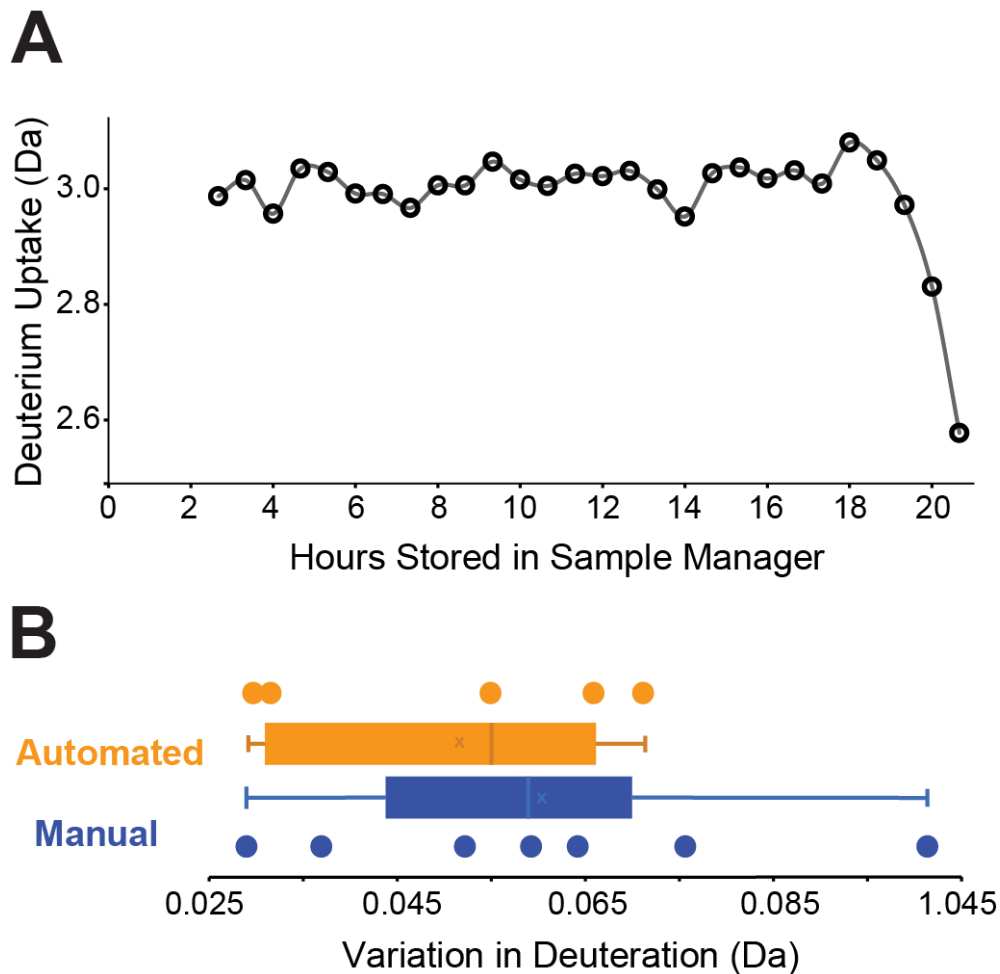 A
Deuterium Uptake (Da)
3.0
2.8
2.6
0 2 4 6 8 10 12 14 16 18 20
Hours Stored in Sample Manager
B
Automated
Manual
0.025 0.045 0.065 0.085 1.045
Variation in Deuteration (Da)